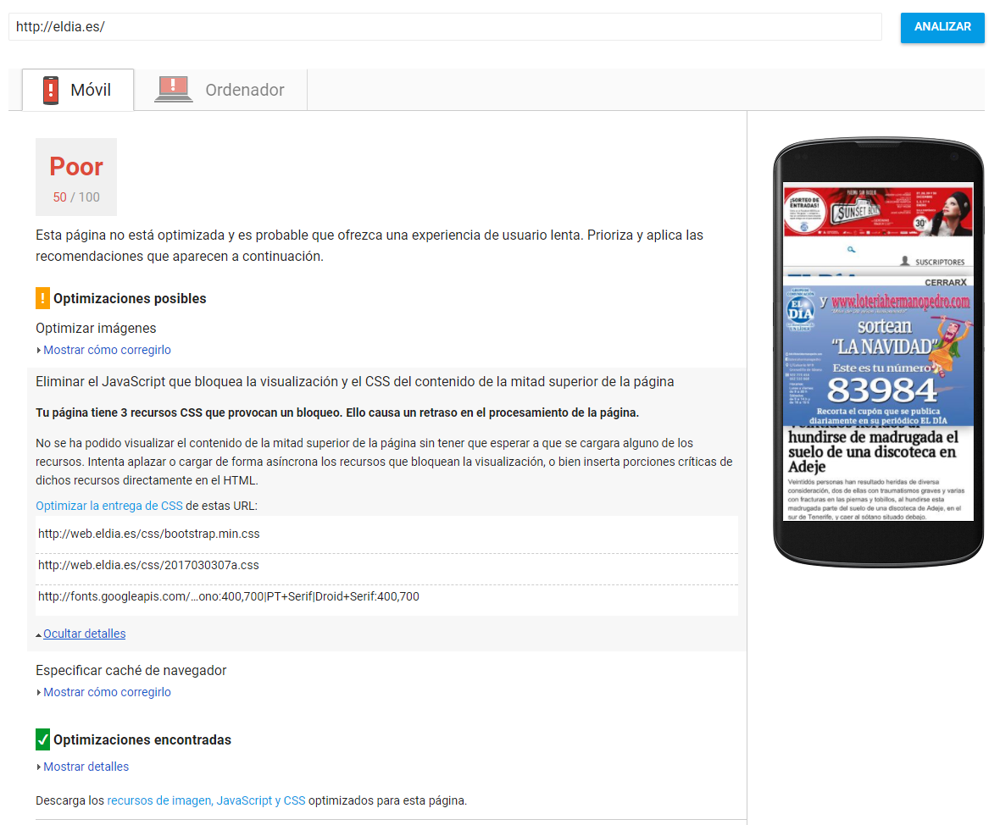 http://eldia.es/
ANALIZAR
Móvil
Ordenador
Poor
50 / 100
Esta página no está optimizada y es probable que ofrezca una experiencia de usuario lenta. Prioriza y aplica las
recomendaciones que aparecen a continuación.
Optimizaciones posibles
Optimizar imágenes
Mostrar cómo corregirlo
Eliminar el JavaScript que bloquea la visualización y el CSS del contenido de la mitad superior de la página
Tu página tiene 3 recursos CSS que provocan un bloqueo. Ello causa un retraso en el procesamiento de la página.
No se ha podido visualizar el contenido de la mitad superior de la página sin tener que esperar a que se cargara alguno de los
recursos. Intenta aplazar o cargar de forma asíncrona los recursos que bloquean la visualización, o bien inserta porciones críticas de
dichos recursos directamente en el HTML.
Optimizar la entrega de CSS de estas URL:
http://web.eldia.es/css/bootstrap.min.css
http://web.eldia.es/css/2017030307a.css
http://fonts.googleapis.com/…ono:400,700|PT+Serif|Droid+Serif:400,700
Ocultar detalles
Especificar caché de navegador
Mostrar cómo corregirlo
Optimizaciones encontradas
Mostrar detalles
Descarga los recursos de imagen, JavaScript y CSS optimizados para esta página.
¡SORTEO DE
ENTRADAS!
SUNSET
30
SUSCRIPTORES
CERRARX
EL DÍA
y www.loteriahermanopedro.com
sortean
"LA NAVIDAD"
Este es tu número
83984
Recorta el cupón que se publica
diariamente en su periódico EL DÍA
hundirse de madrugada el
suelo de una discoteca en
Adeje
Veintidós personas han resultado heridas de diversa
consideración, dos de ellas con traumatismos graves y varias
con fracturas en las piernas y tobillos, al hundirse esta
madrugada parte del suelo de una discoteca de Adeje, en el
sur de Tenerife, y caer al sótano situado debajo.